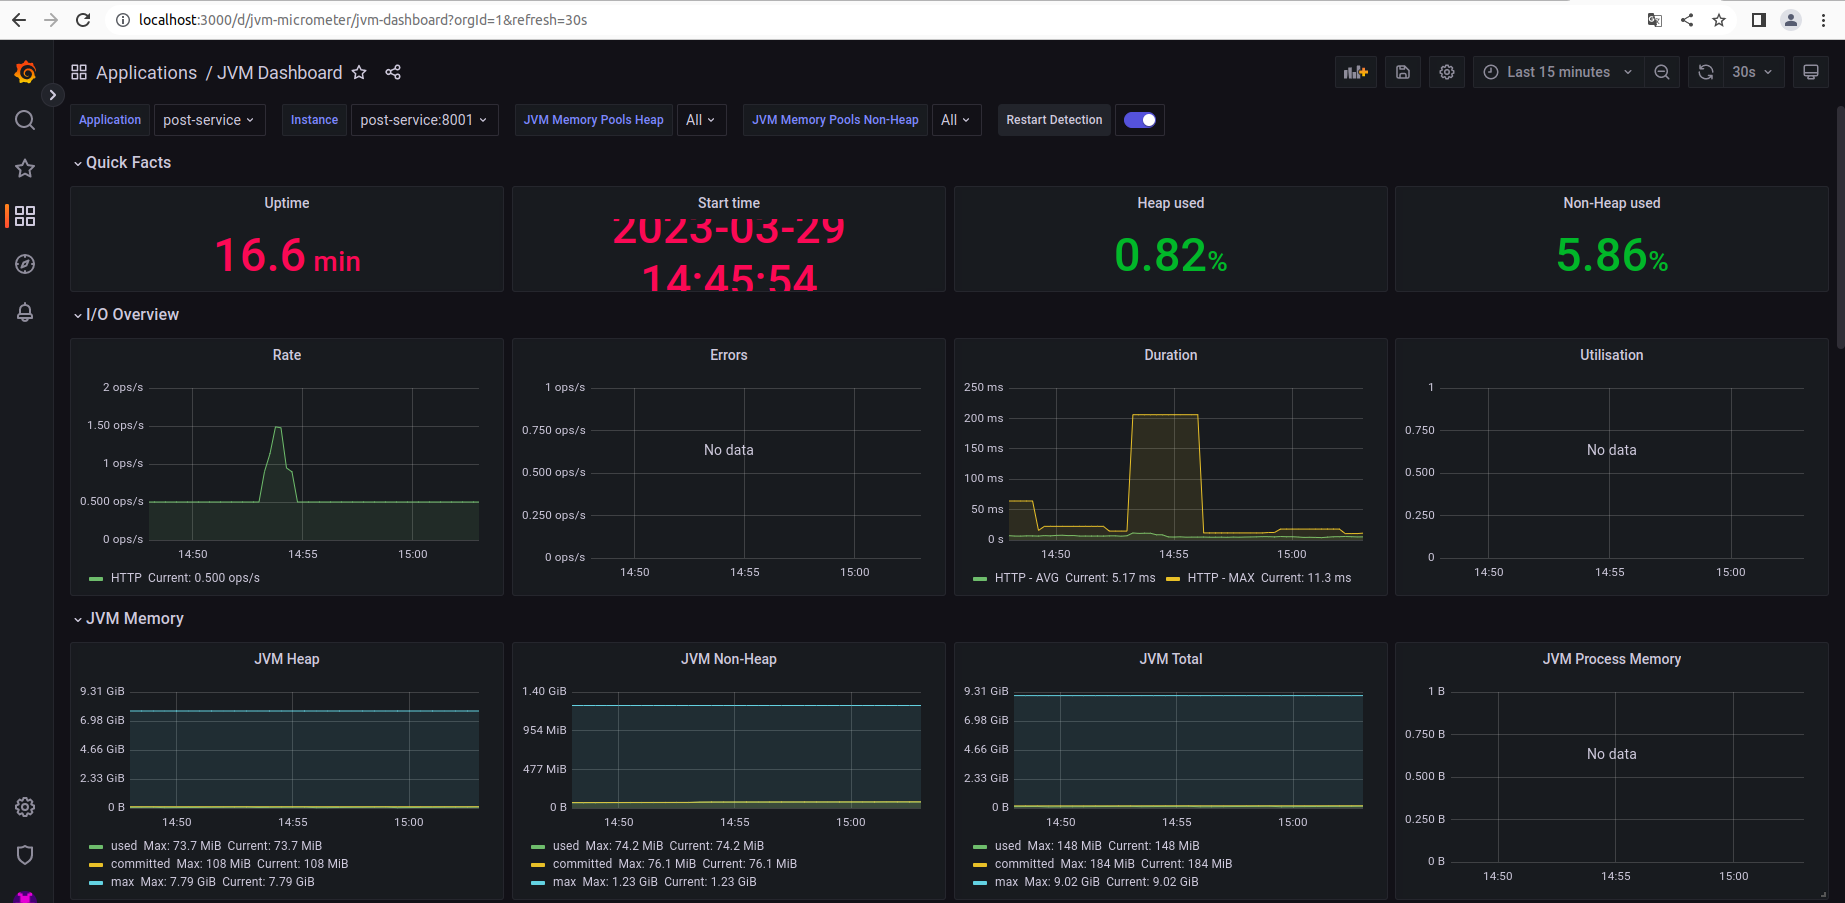 localhost:3000/d/jvm-micrometer/jvm-dashboard?orgId=1&refresh=30s
Applications / JVM Dashboard
Last 15 minutes
30s
Application post-service Instance post-service:8001 JVM Memory Pools Heap All JVM Memory Pools Non-Heap All Restart Detection
Quick Facts
Uptime
16.6 min
Start time
2023-03-29
14:45:54
Heap used
0.82%
Non-Heap used
5.86%
I/O Overview
Rate
2 ops/s
1.50 ops/s
1 ops/s
0.500 ops/s
0 ops/s
14:50 14:55 15:00
HTTP Current: 0.500 ops/s
Errors
1 ops/s
0.750 ops/s
No data
0.500 ops/s
0.250 ops/s
0 ops/s
14:50 14:55 15:00
Duration
250 ms
200 ms
150 ms
100 ms
50 ms
0 s
14:50 14:55 15:00
HTTP - AVG Current: 5.17 ms HTTP - MAX Current: 11.3 ms
Utilisation
1
0.750
No data
0.500
0.250
0
14:50 14:55 15:00
JVM Memory
JVM Heap
9.31 GiB
6.98 GiB
4.66 GiB
2.33 GiB
0 B
14:50 14:55 15:00
used Max: 73.7 MiB Current: 73.7 MiB
committed Max: 108 MiB Current: 108 MiB
max Max: 7.79 GiB Current: 7.79 GiB
JVM Non-Heap
1.40 GiB
954 MiB
477 MiB
0 B
14:50 14:55 15:00
used Max: 74.2 MiB Current: 74.2 MiB
committed Max: 76.1 MiB Current: 76.1 MiB
max Max: 1.23 GiB Current: 1.23 GiB
JVM Total
9.31 GiB
6.98 GiB
4.66 GiB
2.33 GiB
0 B
14:50 14:55 15:00
used Max: 148 MiB Current: 148 MiB
committed Max: 184 MiB Current: 184 MiB
max Max: 9.02 GiB Current: 9.02 GiB
JVM Process Memory
1 B
0.750 B
No data
0.500 B
0.250 B
0 B
14:50 14:55 15:00